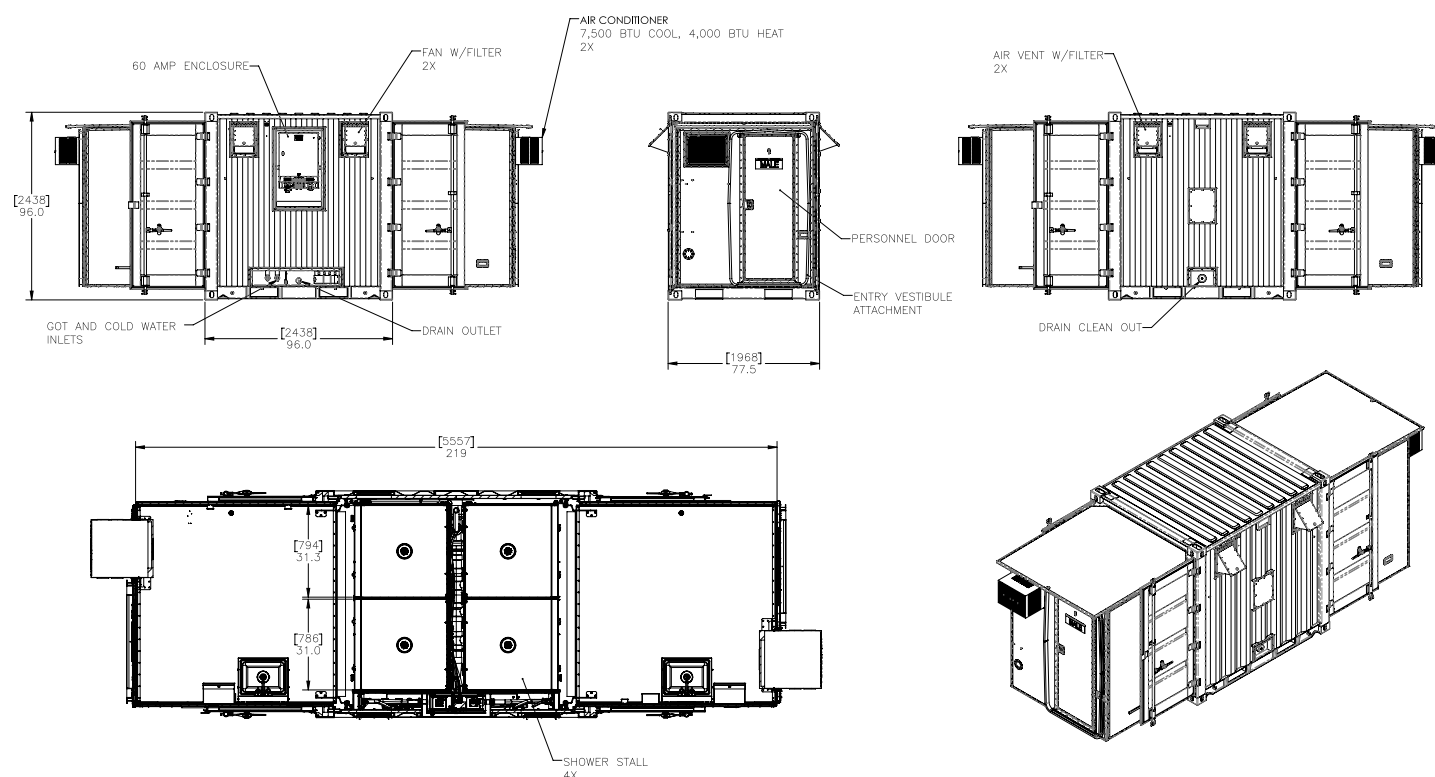 AIR CONDITIONER
7,500 BTU COOL, 4,000 BTU HEAT
2X
FAN W/FILTER
2X
60 AMP ENCLOSURE
AIR VENT W/FILTER
2X
[2438]
96.0
MALE
PERSONNEL DOOR
ENTRY VESTIBULE
ATTACHMENT
GOT AND COLD WATER
INLETS
[2438]
96.0
DRAIN OUTLET
DRAIN CLEAN OUT
[1968]
77.5
[5557]
219
[794]
31.3
[786]
31.0
SHOWER STALL
4X
MALE